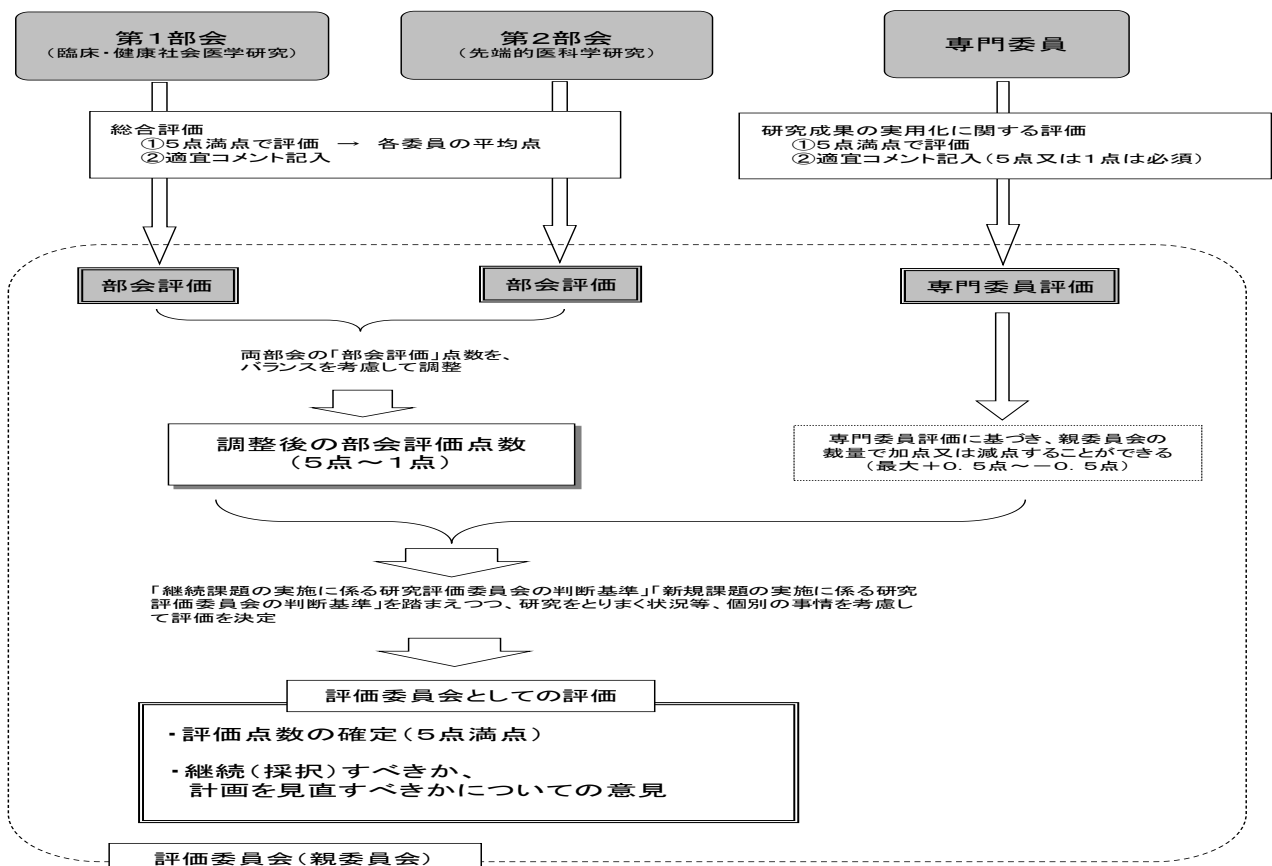 第1部会
(臨床・健康社会医学研究)
第2部会
(先端的医科学研究)
専門委員
総合評価
①5点満点で評価 → 各委員の平均点
②適宜コメント記入
研究成果の実用化に関する評価
①5点満点で評価
②適宜コメント記入(5点又は1点は必須)
部会評価
部会評価
専門委員評価
両部会の「部会評価」点数を、
バランスを考慮して調整
調整後の部会評価点数
(5点~1点)
専門委員評価に基づき、親委員会の
裁量で加点又は減点することができる
(最大+0.5点~-0.5点)
「継続課題の実施に係る研究評価委員会の判断基準」「新規課題の実施に係る研究
評価委員会の判断基準」を踏まえつつ、研究をとりまく状況等、個別の事情を考慮し
て評価を決定
評価委員会としての評価
・評価点数の確定(5点満点)
・継続(採択)すべきか、
計画を見直すべきかについての意見
評価委員会(親委員会)